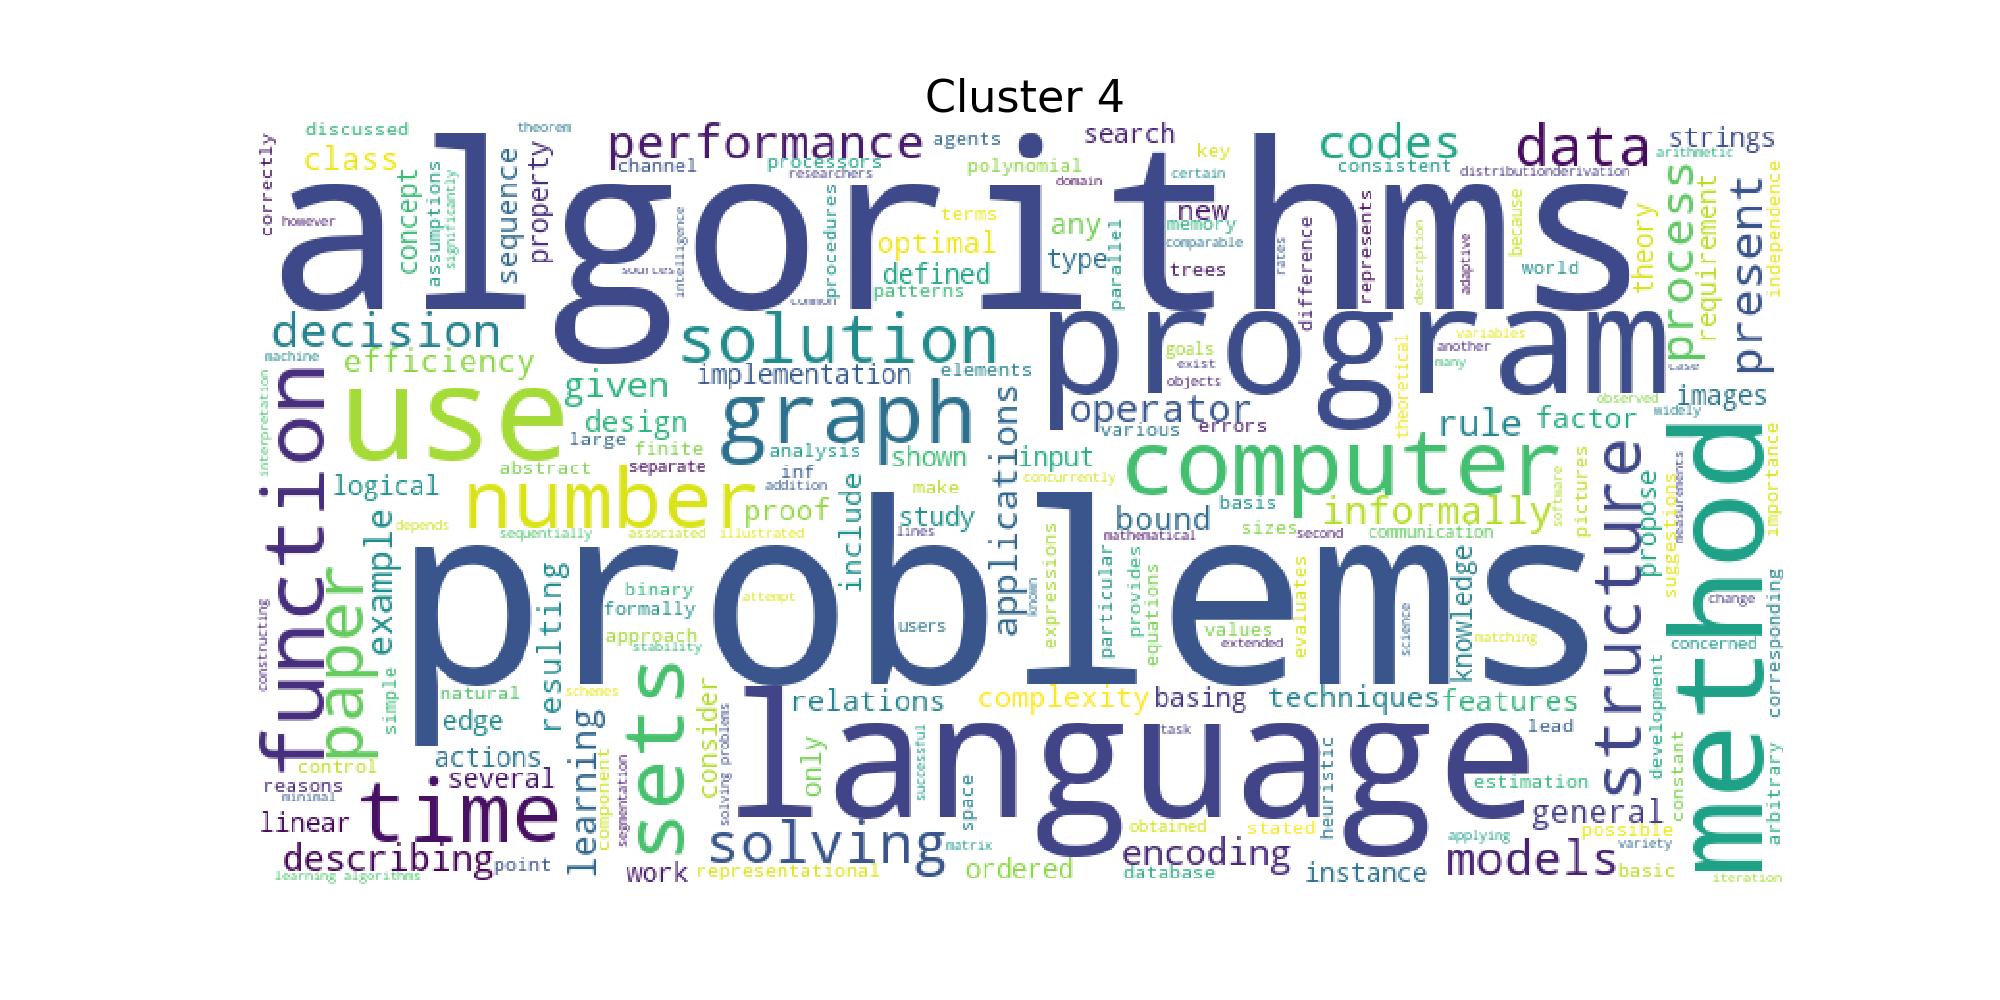 Cluster 4
discussed
theorem
performance
agents
search
codes
data
strings
correctly
class
channel
processors
researchers
polynomial
key
consistent
arithmetic
algorithms
concept
assumptions
significantly
sequence
property
domain
certain
distributionderivation
process
requirement
present
independence
however
intelligence
procedures
terms
optimal
any
new
memory
comparable
defined
type
parallel
trees
rates
difference
represents
description
adaptive
because
world
theory
patterns
decision
solution
program
machine
efficiency
given
implementation
elements
goals
exist
objects
variables
another
many
theoretical
case
images
interpretation
function
use
design
graph
applications
operator
various
errors
rule
factor
observed
widely
large
finite
analysis
shown
input
computer
abstract
separate
inf
addition
logical
number
make
concurrently
method
structure
importance
software
pictures
suggestions
measurements
propose
example
depends
proof
include
study
bound
basis
sizes
informally
sequentially
associated
illustrated
lines
mathematical
second
communication
problems
paper
resulting
binary
formally
attempt
approach
stability
users
known
expressions
particular
provides
equations
values
extended
evaluates
science
knowledge
matching
change
concerned
corresponding
constructing
simple
natural
edge
schemes
sets
consider
solving problems
relations
complexity
basing
techniques
features
language
task
lead
development
constant
arbitrary
actions
control
reasons
minimal
several
time
learning
component
segmentation
only
successful
space
heuristic
estimation
general
linear
describing
point
solving
matrix
obtained
stated
encoding
applying
possible
variety
models
learning algorithms
work
representational
ordered
database
instance
basic
iteration